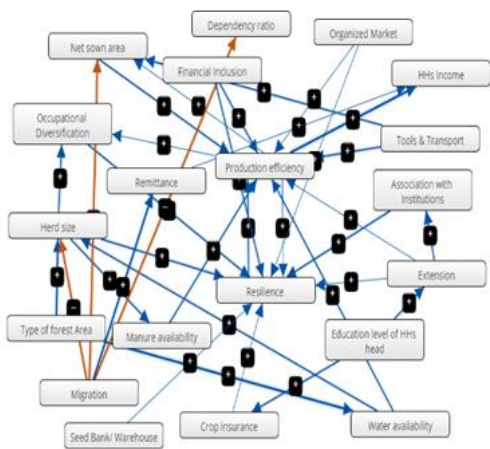 Dependency ratio
Organized Market
Net sown area
Financial Inclusion
HHs Income
Occupational
Diversification
Tools & Transport
Remittance
Production efficiency
Association with
Institutions
Herd size
Extension
Resilience
Type of forest Area
Manure availability
Education level of HHs
head
Migration
Seed Bank/ Warehouse
Crop insurance
Water availability